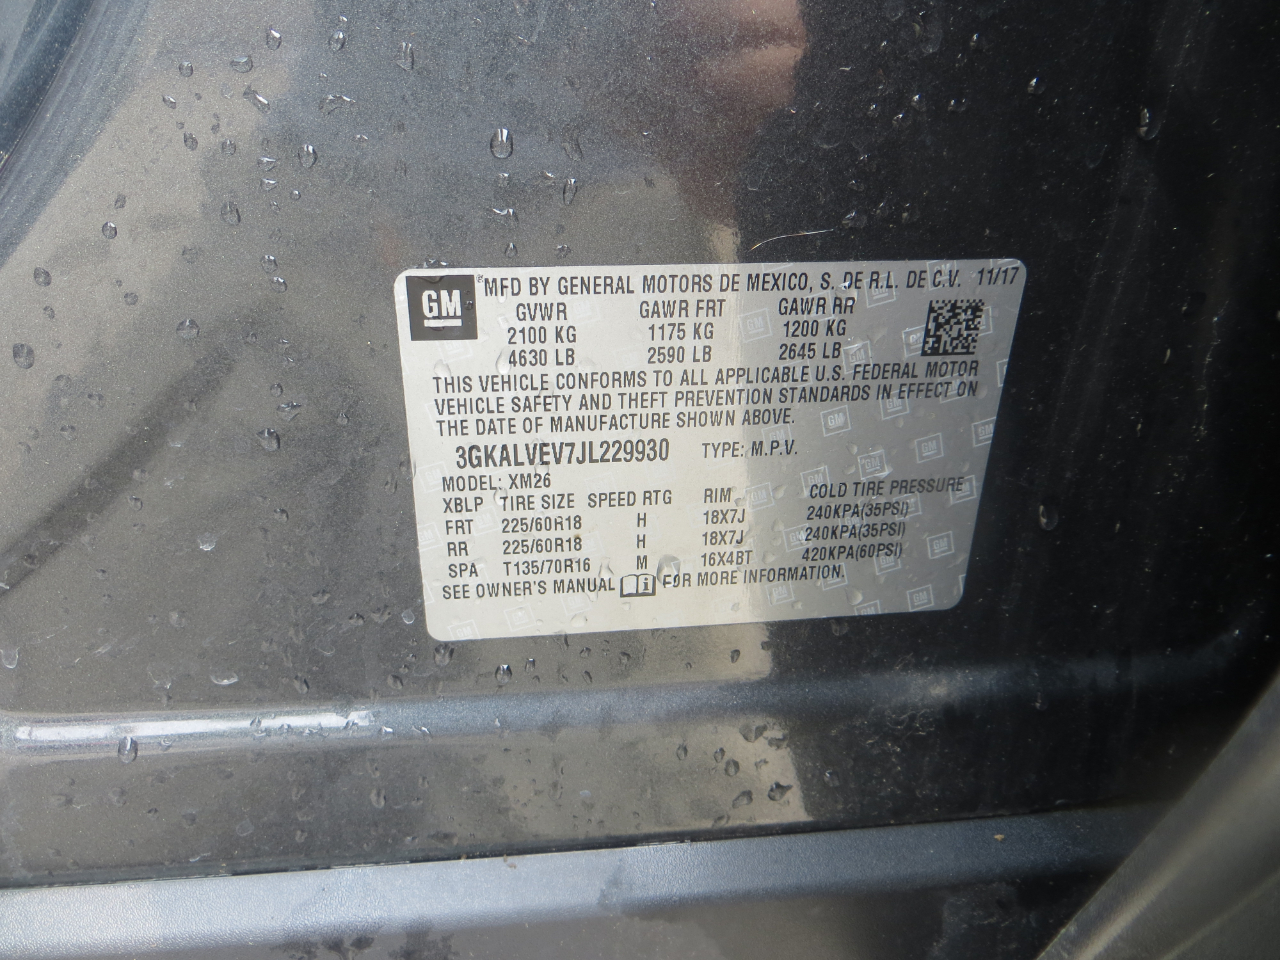 GM ® MFD BY GENERAL MOTORS DE MEXICO, S. DE R.L. DE C.V. 11/17
GVWR GAWR FRT GAWR RR
2100 KG 1175 KG 1200 KG
4630 LB 2590 LB 2645 LB
THIS VEHICLE CONFORMS TO ALL APPLICABLE U.S. FEDERAL MOTOR
VEHICLE SAFETY AND THEFT PREVENTION STANDARDS IN EFFECT ON
THE DATE OF MANUFACTURE SHOWN ABOVE.
3GKALVEV7JL229930 TYPE: M.P.V.
MODEL: XM26
XBLP TIRE SIZE SPEED RTG RIM COLD TIRE PRESSURE
FRT 225/60R18 H 18X7J 240KPA(35PSI)
RR 225/60R18 H 18X7J 240KPA(35PSI)
SPA T135/70R16 M 16X4BT 420KPA(60PSI)
SEE OWNER'S MANUAL FOR MORE INFORMATION.